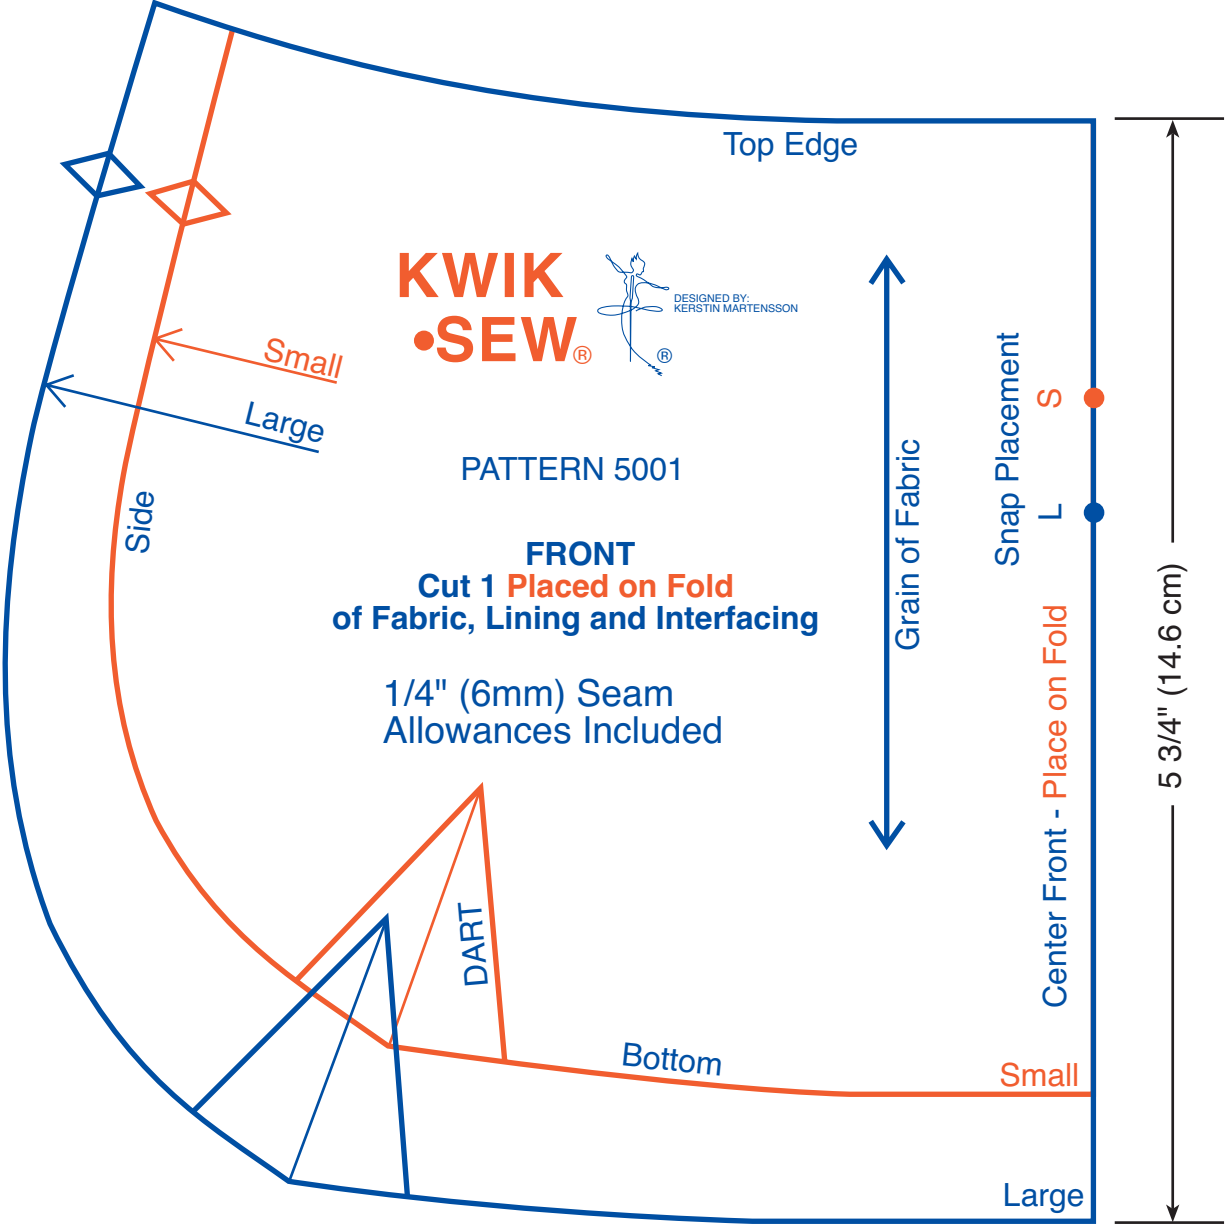 Top Edge
KWIK
•SEW®
DESIGNED BY:
KERSTIN MARTENSSON
®
Small
Large
Side
PATTERN 5001
FRONT
Cut 1 Placed on Fold
of Fabric, Lining and Interfacing
1/4" (6mm) Seam
Allowances Included
Grain of Fabric
Snap Placement
S
L
Center Front - Place on Fold
5 3/4" (14.6 cm)
DART
Bottom
Small
Large